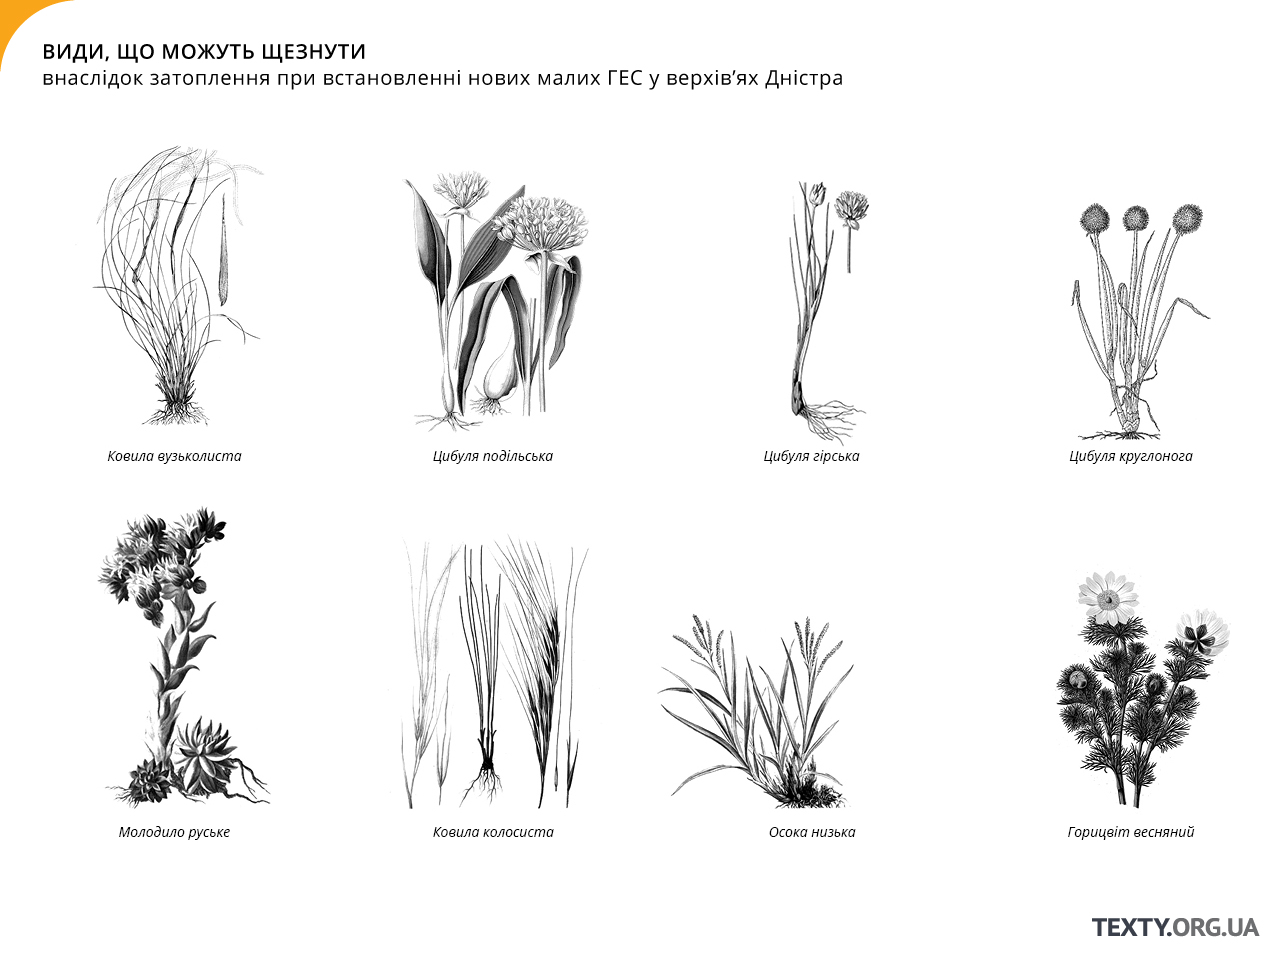 ВИДИ, ЩО МОЖУТЬ ЩЕЗНУТИ
внаслідок затоплення при встановленні нових малих ГЕС у верхів’ях Дністра
Ковила вузьколиста
Цибуля подільська
Цибуля гірська
Цибуля круглонога
Молодило руське
Ковила колосиста
Осока низька
Горицвіт весняний
TEXTY.ORG.UA